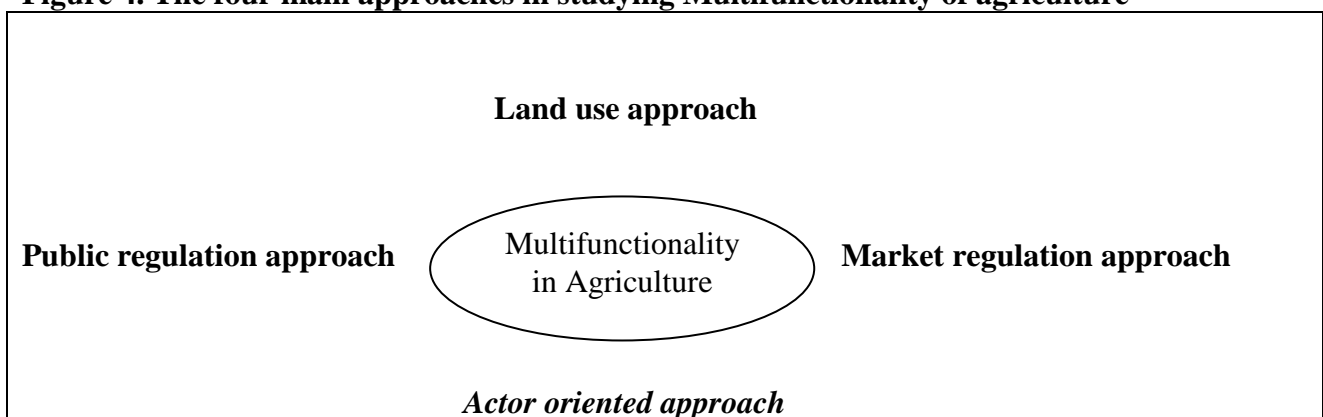 Figure 4. The four main approaches in studying Multifunctionality of agriculture
Land use approach
Public regulation approach
Multifunctionality
in Agriculture
Market regulation approach
Actor oriented approach